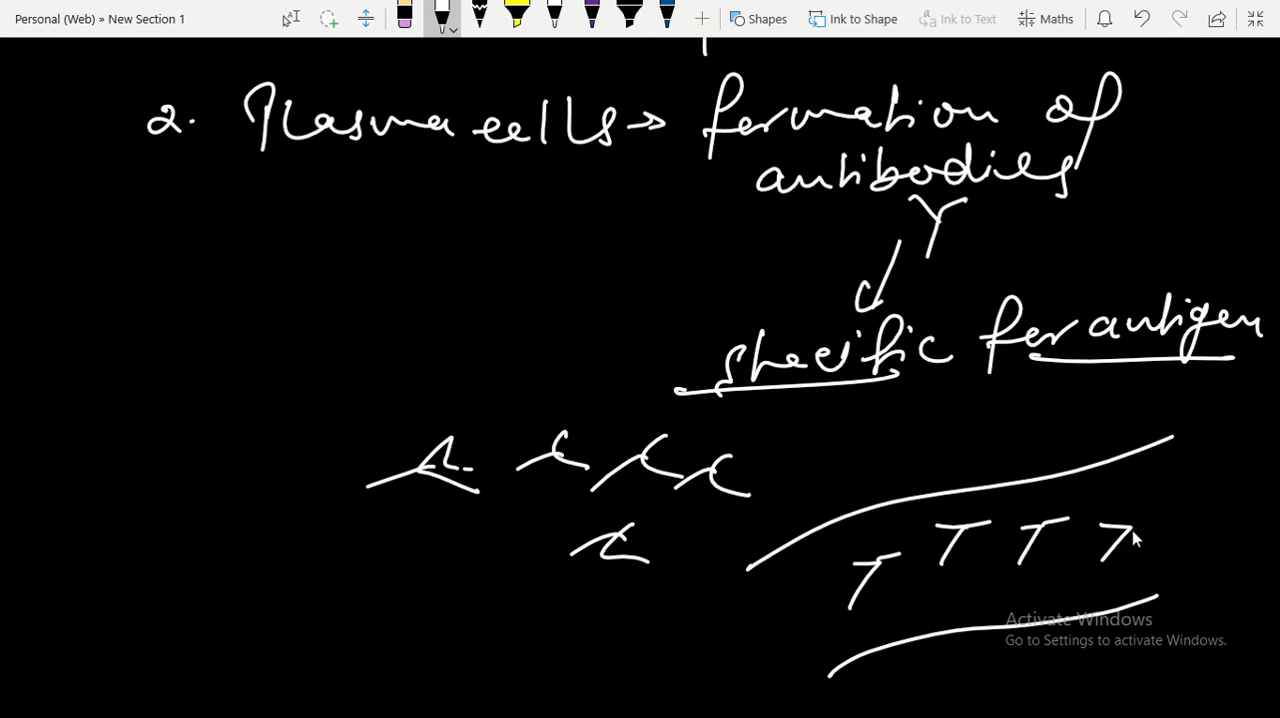 Personal (Web) » New Section 1
Shapes Ink to Shape Ink to Text Maths
2. Plasma cells → formation of
antibodies
specific for antigen
Activate Windows
Go to Settings to activate Windows.